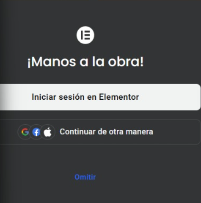 ¡Manos a la obra!
Iniciar sesión en Elementor
Continuar de otra manera
Omitir